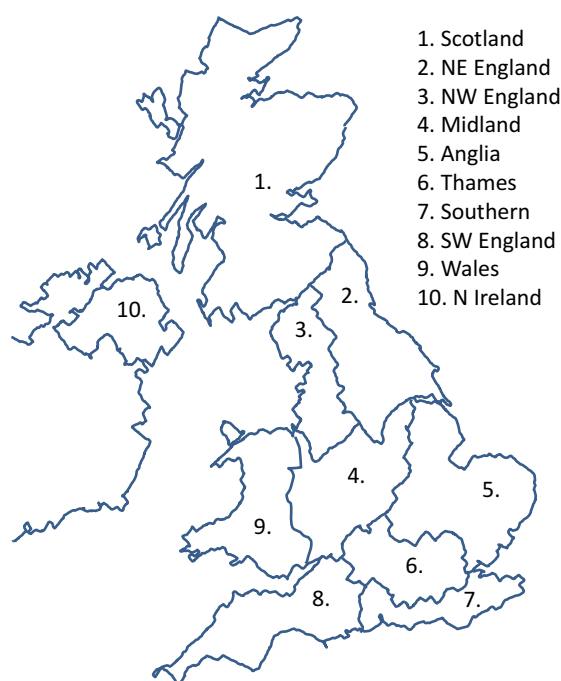 1. Scotland
2. NE England
3. NW England
4. Midland
5. Anglia
6. Thames
7. Southern
8. SW England
9. Wales
10. N Ireland
1.
2.
10.
3.
4.
5.
9.
6.
8.
7.